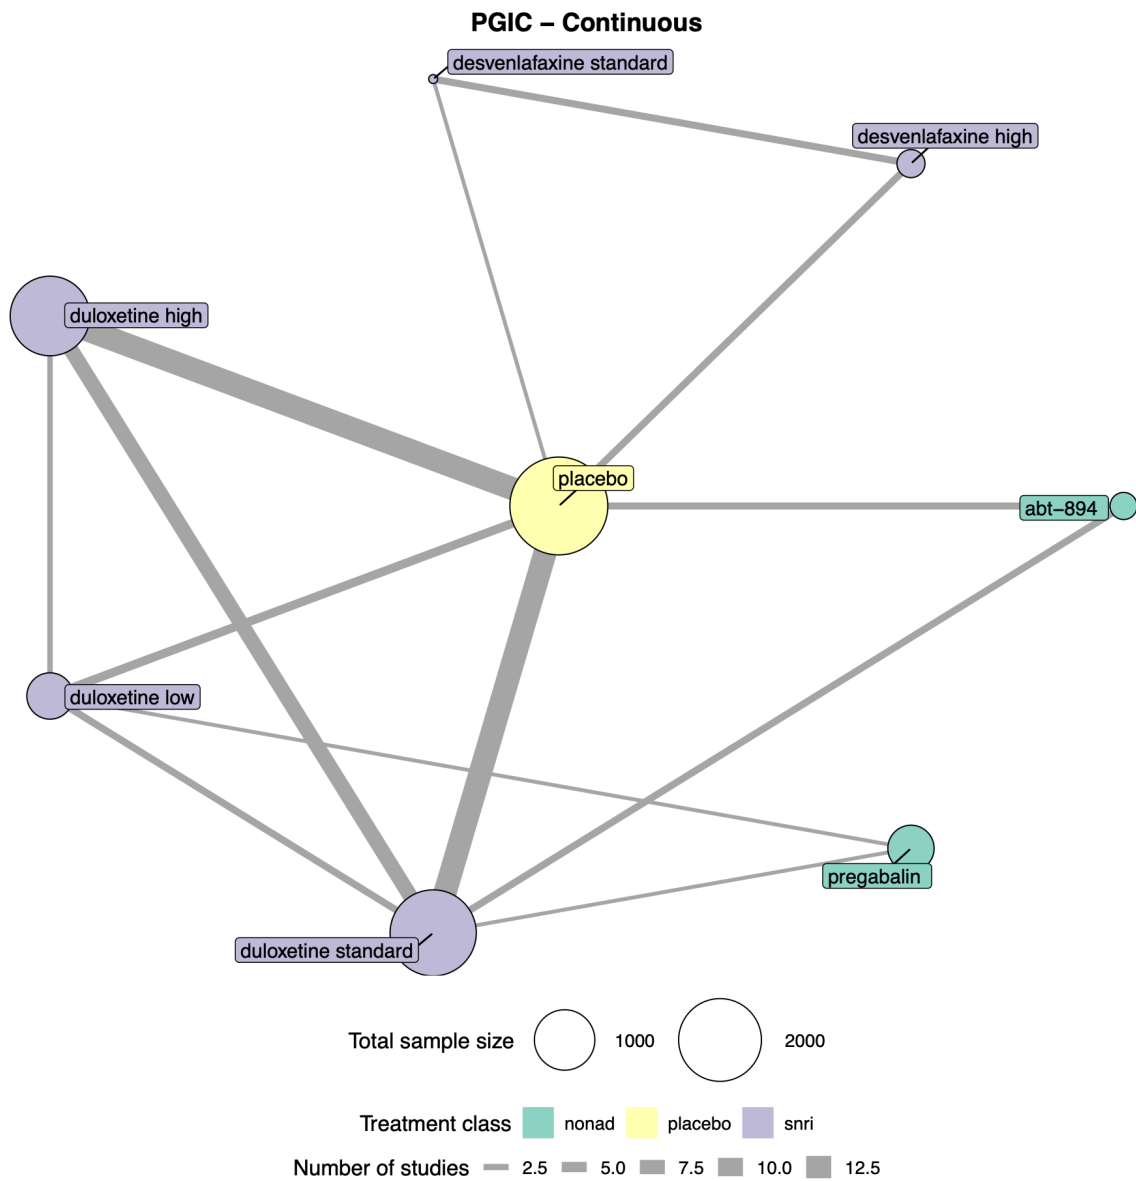 PGIC – Continuous
desvenlafaxine standard
desvenlafaxine high
duloxetine high
placebo
abt−894
duloxetine low
pregabalin
duloxetine standard
Total sample size 1000 2000
Treatment class nonad placebo snri
Number of studies 2.5 5.0 7.5 10.0 12.5